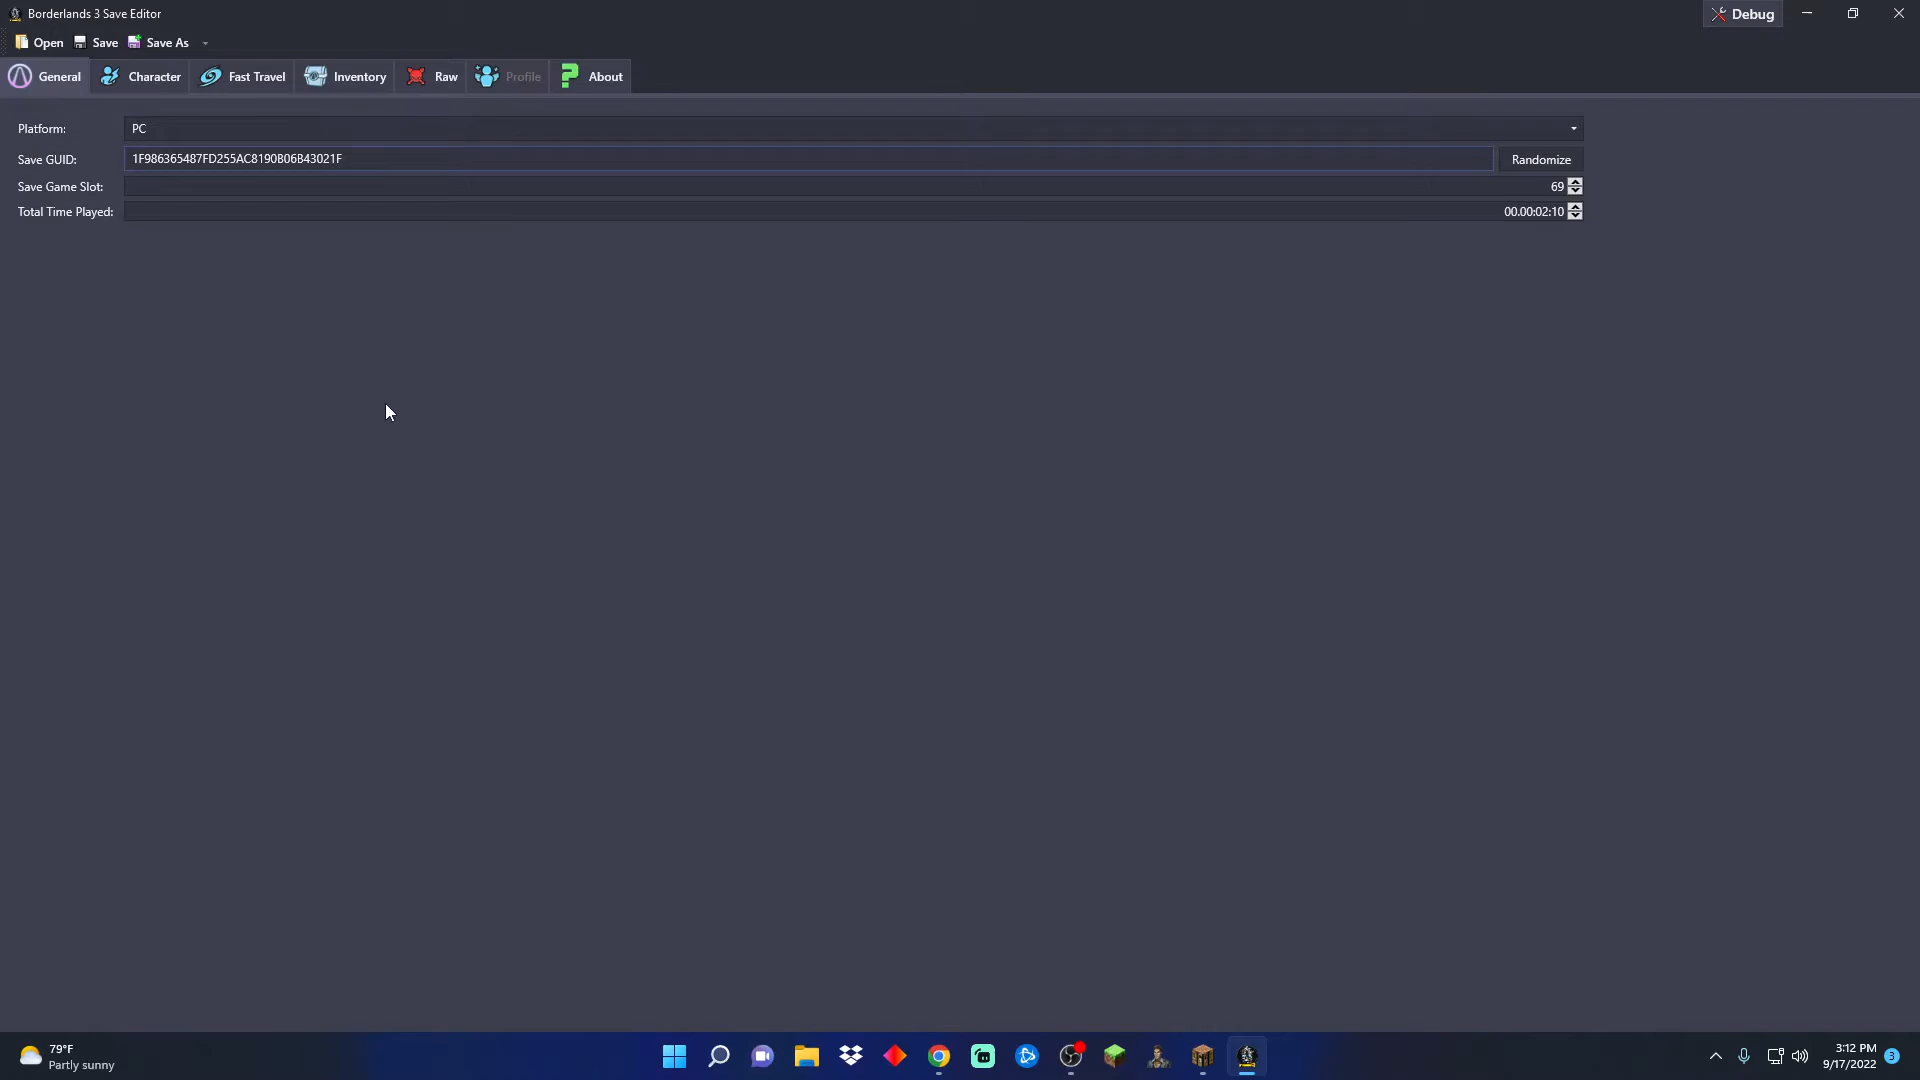 Borderlands 3 Save Editor
Debug
Open Save Save As
General Character Fast Travel Inventory Raw Profile About
Platform: PC
Save GUID: 1F986365487FD255AC8190B06B43021F Randomize
Save Game Slot: 69
Total Time Played: 00.00:02:10
79°F
Partly sunny
3:12 PM
9/17/2022
3